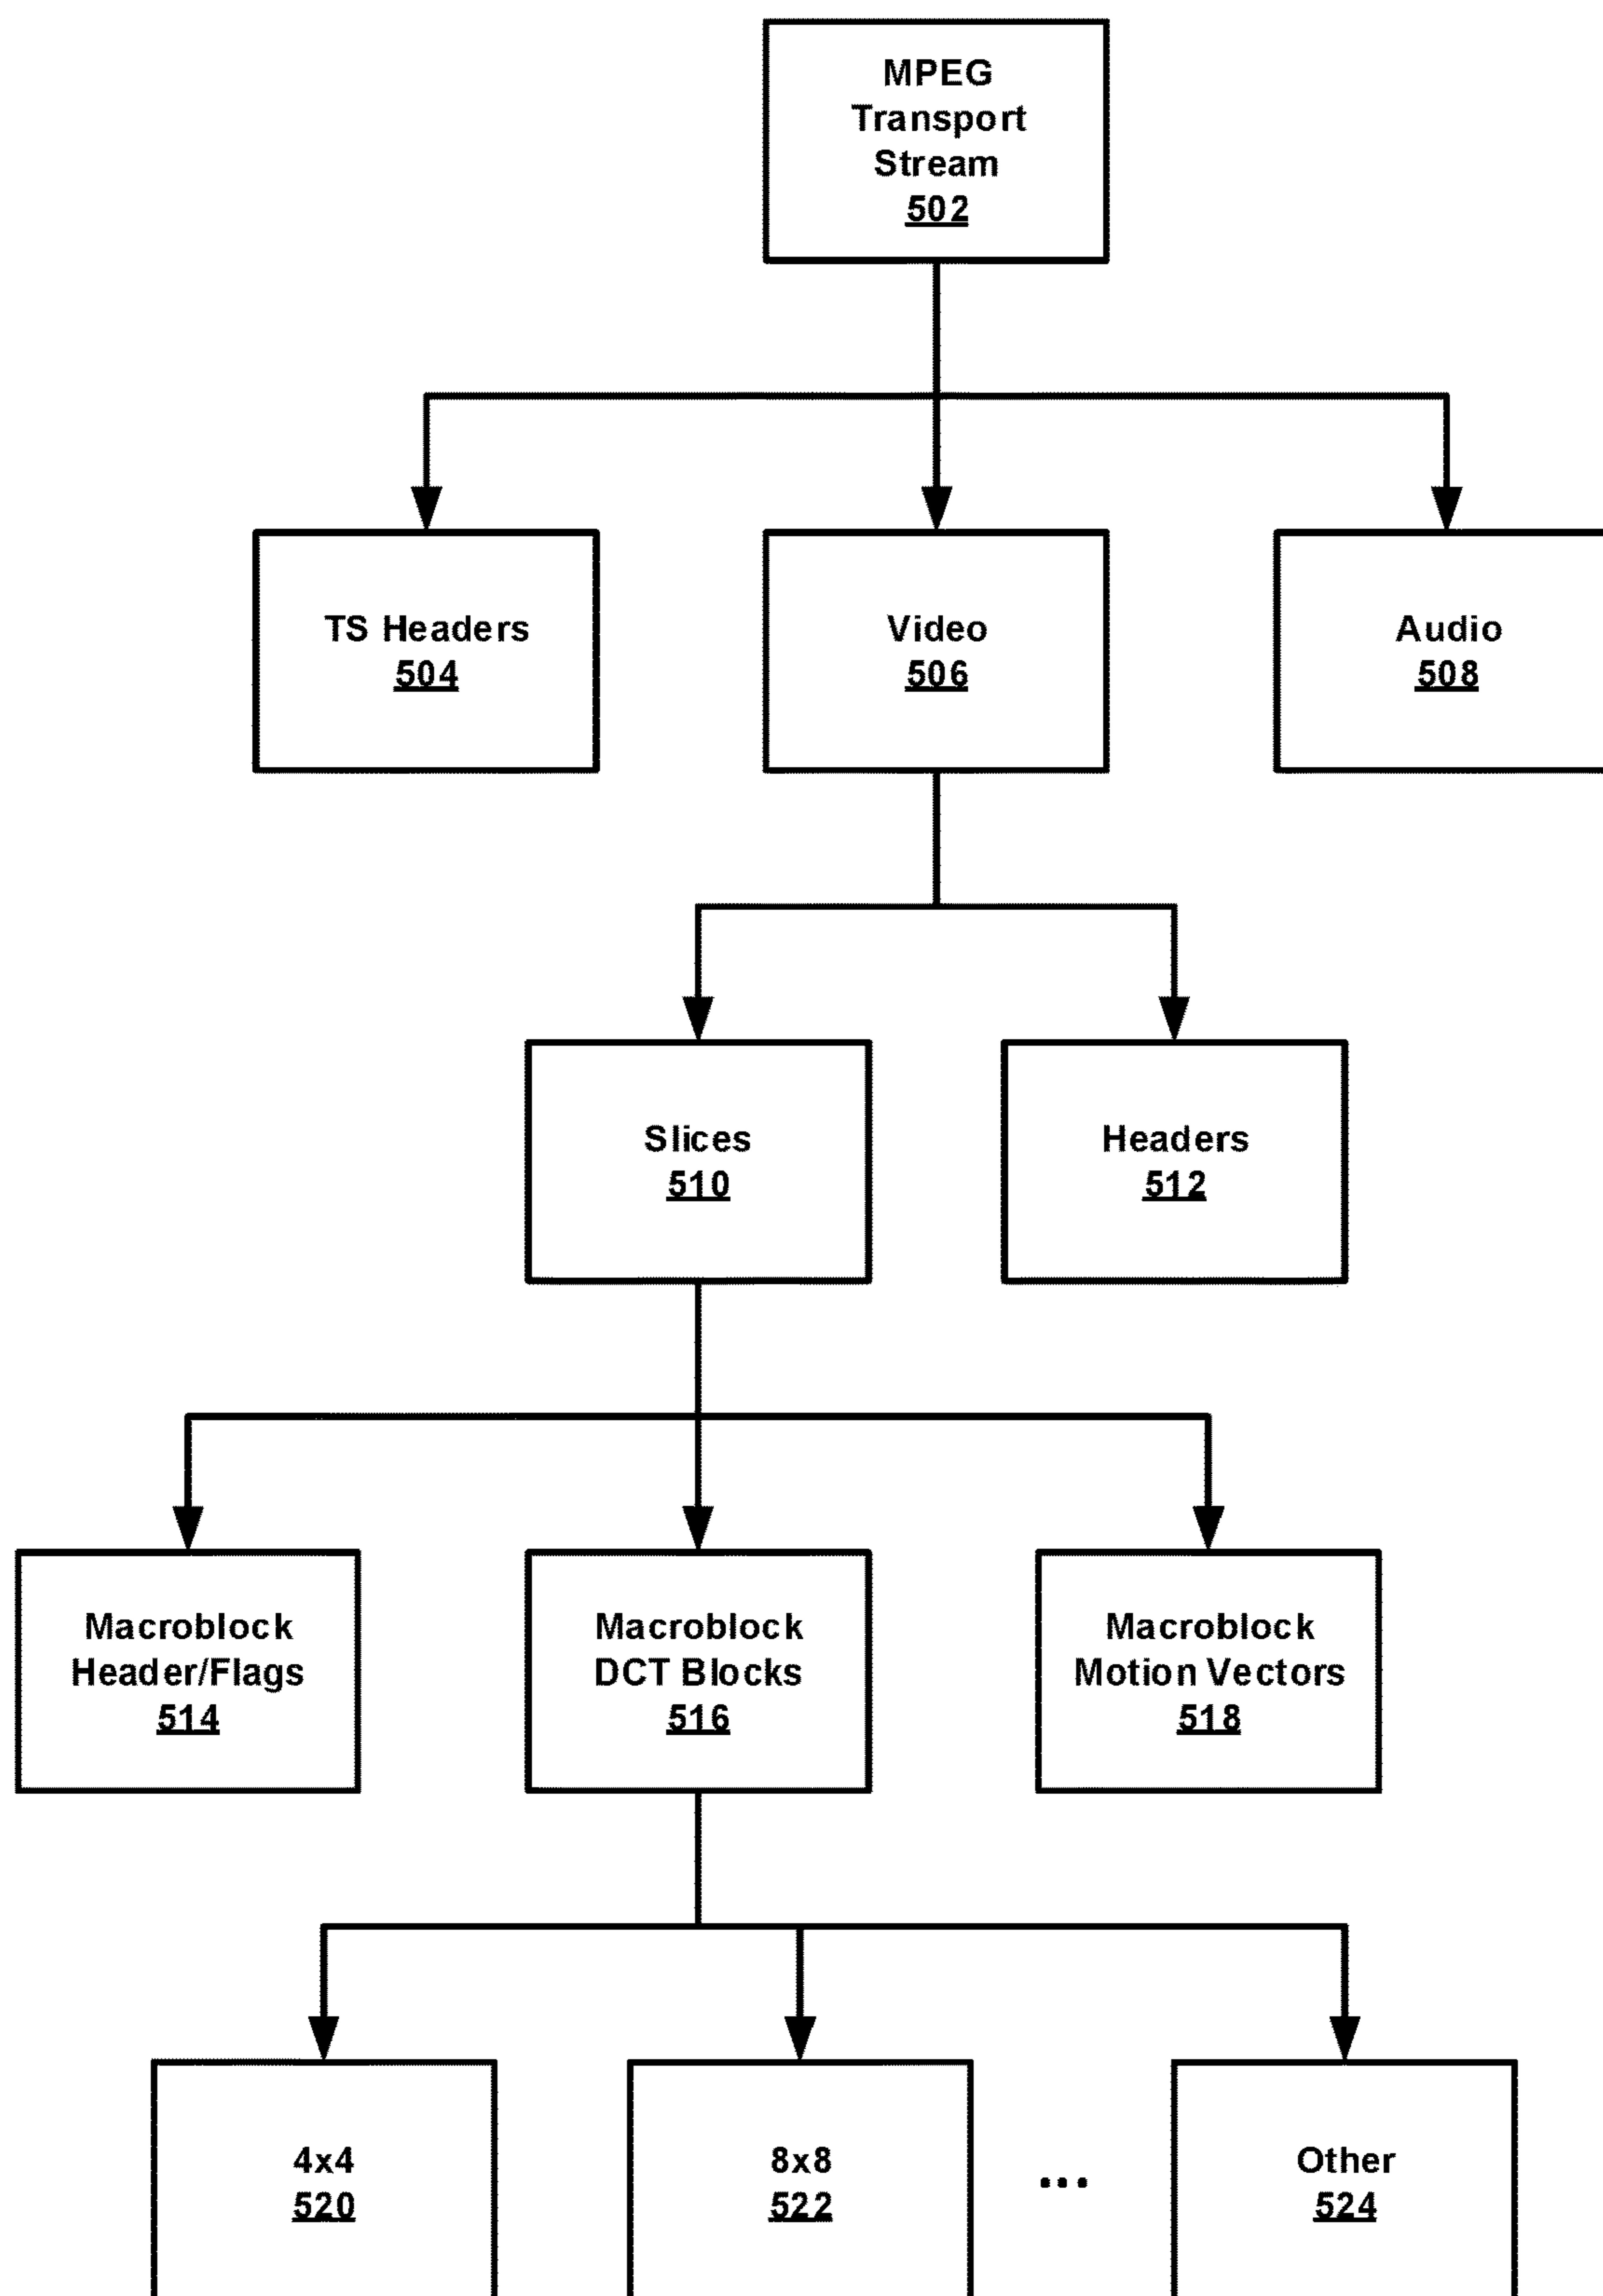 MPEG
Transport
Stream
502
TS Headers
504
Video
506
Audio
508
Slices
510
Headers
512
Macroblock
Header/Flags
514
Macroblock
DCT Blocks
516
Macroblock
Motion Vectors
518
4x4
520
8x8
522
...
Other
524